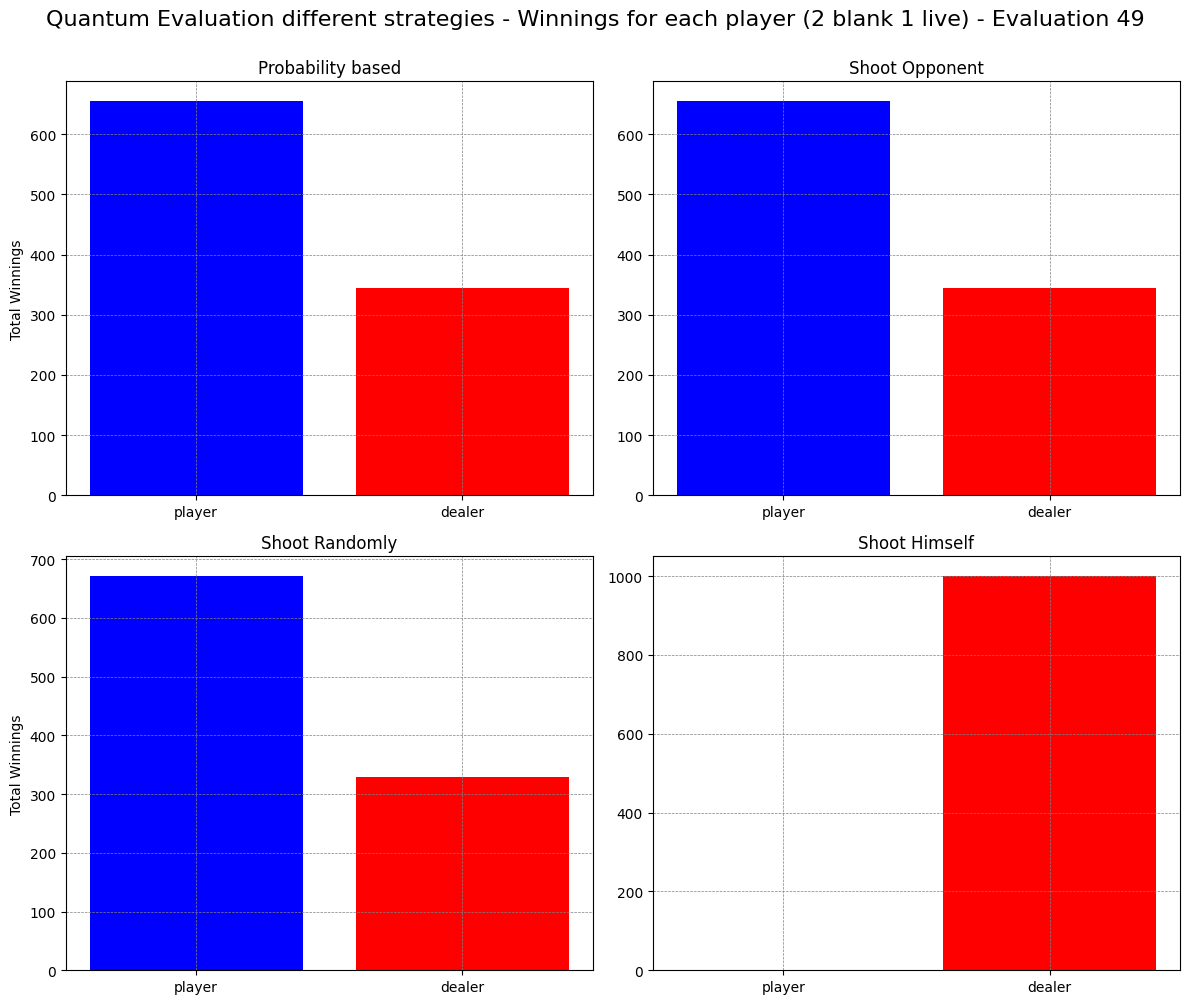 Quantum Evaluation different strategies - Winnings for each player (2 blank 1 live) - Evaluation 49
Probability based
Total Winnings
600
500
400
300
200
100
0
player
dealer
Shoot Opponent
600
500
400
300
200
100
0
player
dealer
Shoot Randomly
Total Winnings
700
600
500
400
300
200
100
0
player
dealer
Shoot Himself
1000
800
600
400
200
0
player
dealer